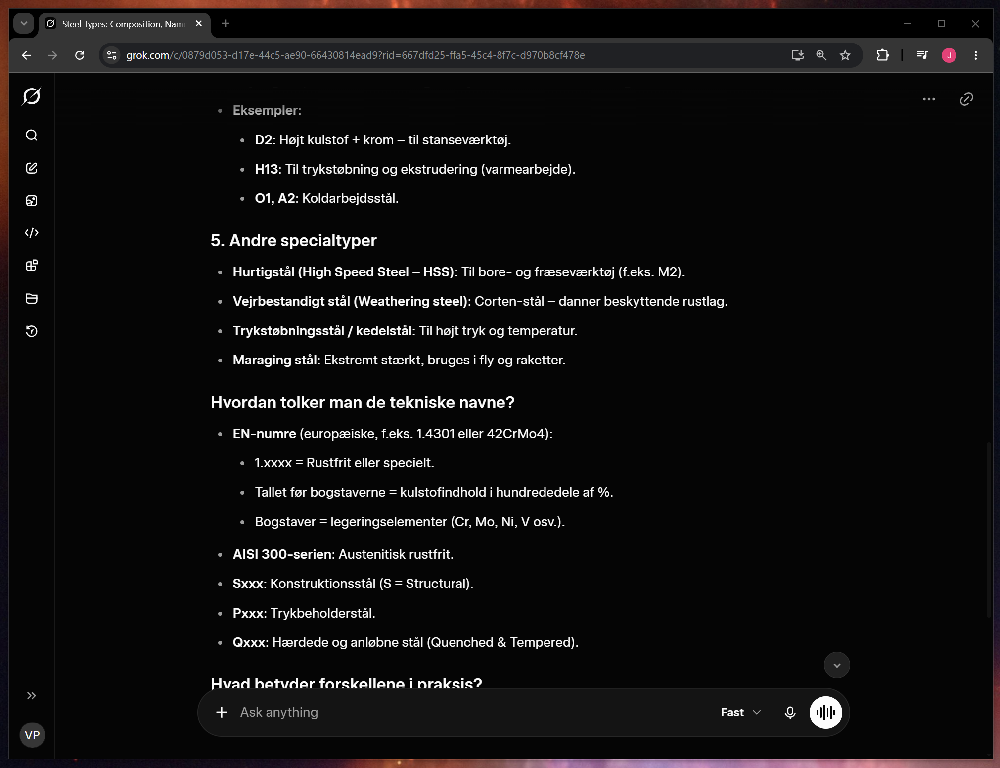 Steel Types: Composition, Name
grok.com/c/0879d053-d17e-44c5-ae90-66430814ead9?rid=667dfd25-ffa5-45c4-8f7c-d970b8cf478e
J
Eksempler:
D2: Højt kulstof + krom – til stanseværktøj.
H13: Til trykstøbning og ekstrudering (varmearbejde).
O1, A2: Koldarbejdsstål.
5. Andre specialtyper
Hurtigstål (High Speed Steel – HSS): Til bore- og fræseværktøj (f.eks. M2).
Vejrbestandigt stål (Weathering steel): Corten-stål – danner beskyttende rustlag.
Trykstøbningsstål / kedelstål: Til højt tryk og temperatur.
Maraging stål: Ekstremt stærkt, bruges i fly og raketter.
Hvordan tolker man de tekniske navne?
EN-numre (europæiske, f.eks. 1.4301 eller 42CrMo4):
1.xxxx = Rustfrit eller specielt.
Tallet før bogstaverne = kulstofindhold i hundrededele af %.
Bogstaver = legeringselementer (Cr, Mo, Ni, V osv.).
AISI 300-serien: Austenitisk rustfrit.
Sxxx: Konstruktionsstål (S = Structural).
Pxxx: Trykbeholderstål.
Qxxx: Hærdede og anløbne stål (Quenched & Tempered).
Hvad betyder forskellene i praksis?
Ask anything
Fast
VP